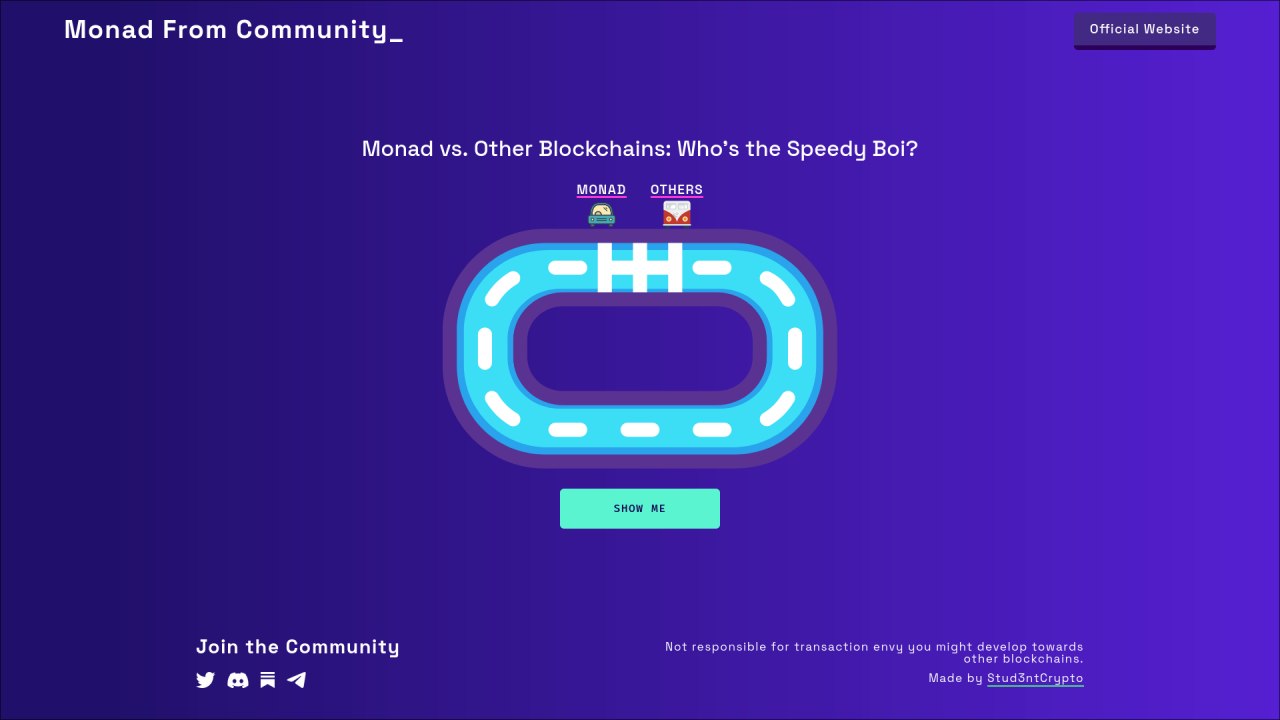 Monad From Community_
Official Website
Monad vs. Other Blockchains: Who's the Speedy Boi?
MONAD OTHERS
SHOW ME
Join the Community
Not responsible for transaction envy you might develop towards
other blockchains.
Made by Stud3ntCrypto